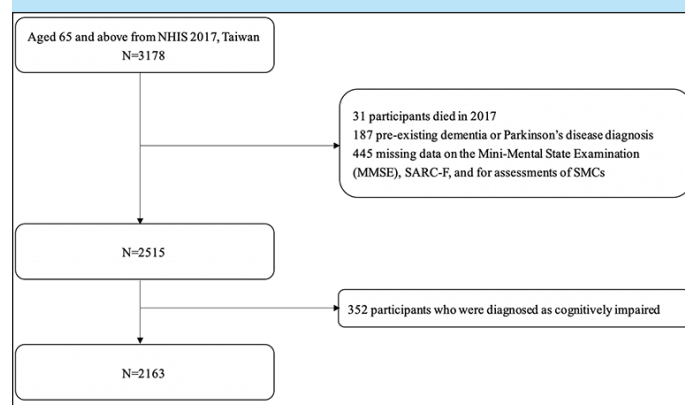 Aged 65 and above from NHIS 2017, Taiwan
N=3178
31 participants died in 2017
187 pre-existing dementia or Parkinson's disease diagnosis
445 missing data on the Mini-Mental State Examination
(MMSE), SARC-F, and for assessments of SMCs
N=2515
352 participants who were diagnosed as cognitively impaired
N=2163